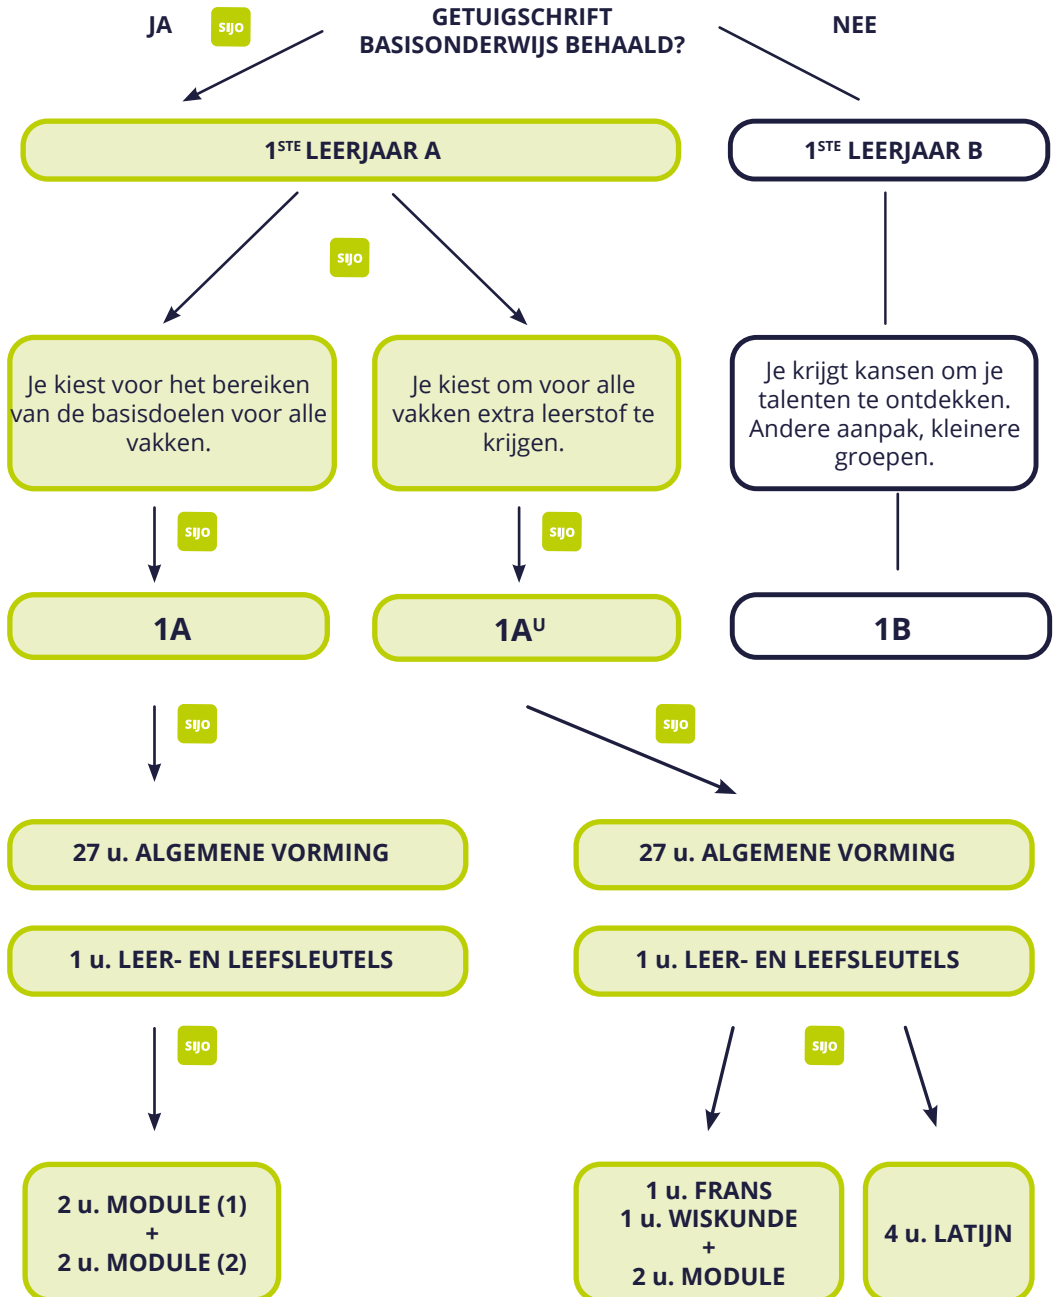 JA
SIJO
GETUIGSCHRIFT
BASISONDERWIJS BEHAALD?
NEE
1STE LEERJAAR A
1STE LEERJAAR B
SIJO
Je kiest voor het bereiken
van de basisdoelen voor alle
vakken.
Je kiest om voor alle
vakken extra leerstof te
krijgen.
Je krijgt kansen om je
talenten te ontdekken.
Andere aanpak, kleinere
groepen.
SIJO
SIJO
1A
1AU
1B
SIJO
SIJO
27 u. ALGEMENE VORMING
27 u. ALGEMENE VORMING
1 u. LEER- EN LEEFSLEUTELS
1 u. LEER- EN LEEFSLEUTELS
SIJO
SIJO
2 u. MODULE (1)
+
2 u. MODULE (2)
1 u. FRANS
1 u. WISKUNDE
+
2 u. MODULE
4 u. LATIJN